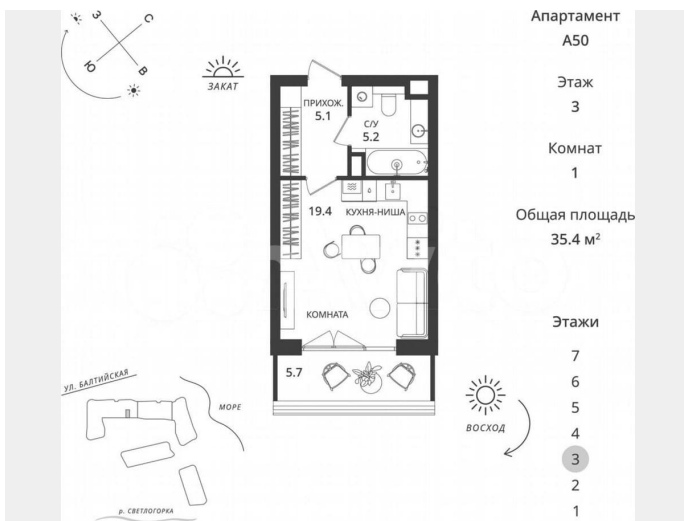 З
С
Ю
В
ЗАКАТ
ПРИХОЖ.
5.1
С/У
5.2
19.4
КУХНЯ-НИША
КОМНАТА
5.7
Апартамент
А50
Этаж
3
Комнат
1
Общая площадь
35.4 м²
Этажи
7
6
5
4
3
2
1
ВОСХОД
УЛ. БАЛТИЙСКАЯ
МОРЕ
р. СВЕТЛОГОРКА